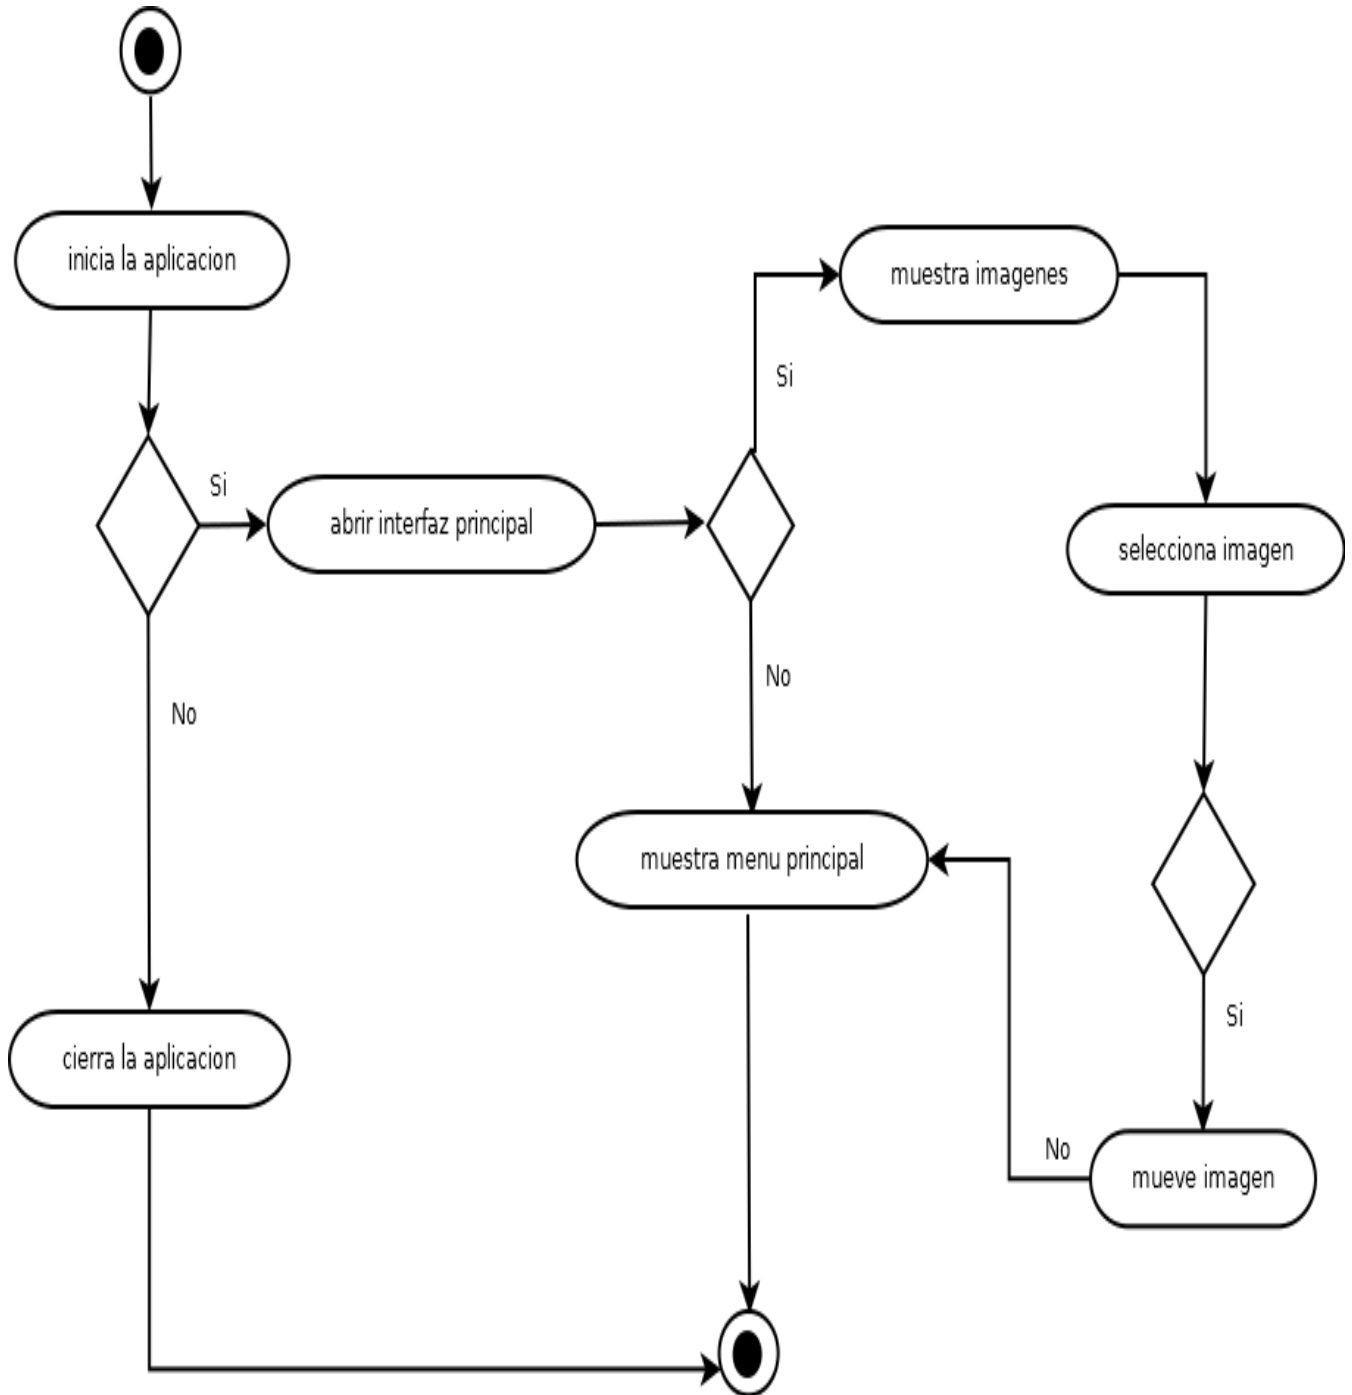 inicia la aplicacion
muestra imagenes
Si
Si
abrir interfaz principal
selecciona imagen
No
No
muestra menu principal
Si
cierra la aplicacion
No
mueve imagen